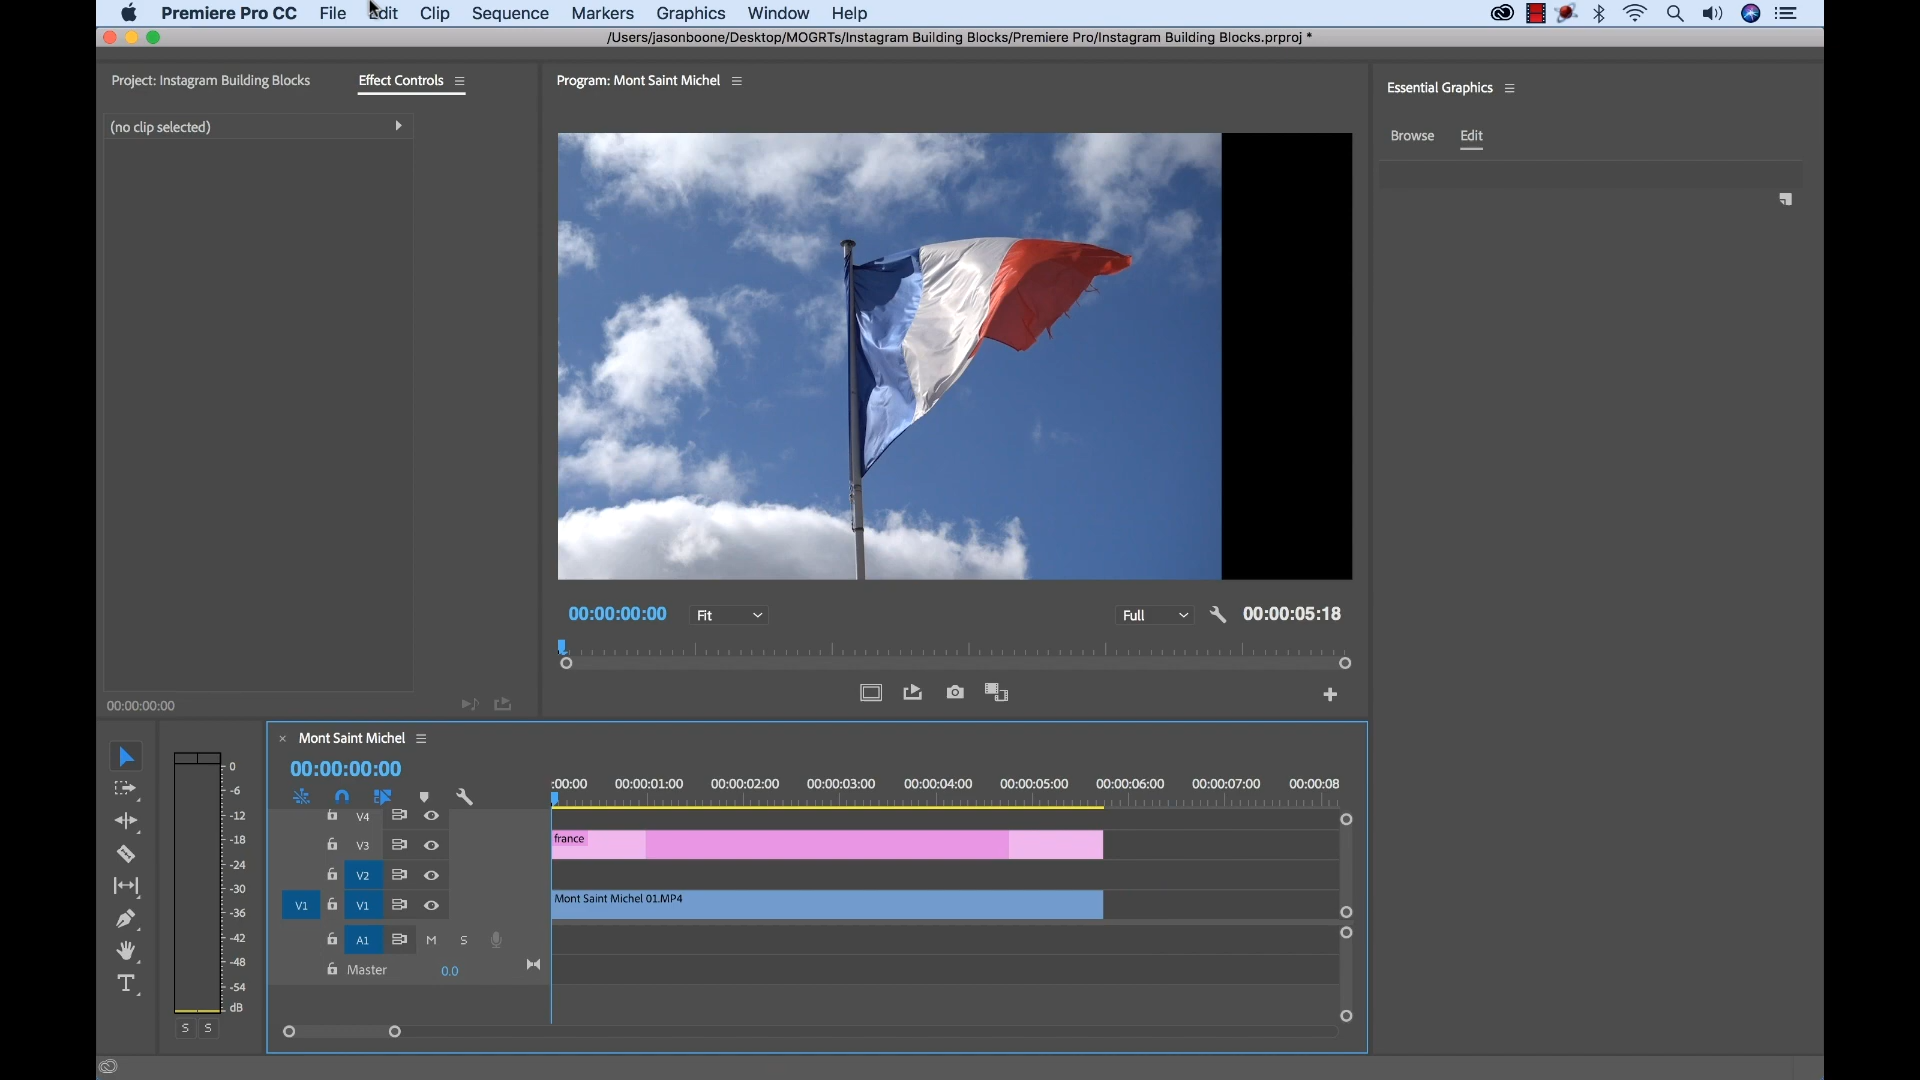 Premiere Pro CC File Edit Clip Sequence Markers Graphics Window Help
/Users/jasonboone/Desktop/MOGRTs/Instagram Building Blocks/Premiere Pro/Instagram Building Blocks.prproj *
Project: Instagram Building Blocks Effect Controls
Program: Mont Saint Michel
Essential Graphics
(no clip selected)
Browse Edit
00:00:00:00 Fit Full 00:00:05:18
00:00:00:00
Mont Saint Michel
00:00:00:00
:00:00 00:00:01:00 00:00:02:00 00:00:03:00 00:00:04:00 00:00:05:00 00:00:06:00 00:00:07:00 00:00:08
V4
V3 france
V2
V1 V1 Mont Saint Michel 01.MP4
A1 M S
Master 0.0
0
-6
-12
-18
-24
-30
-36
-42
-48
-54
dB
S S